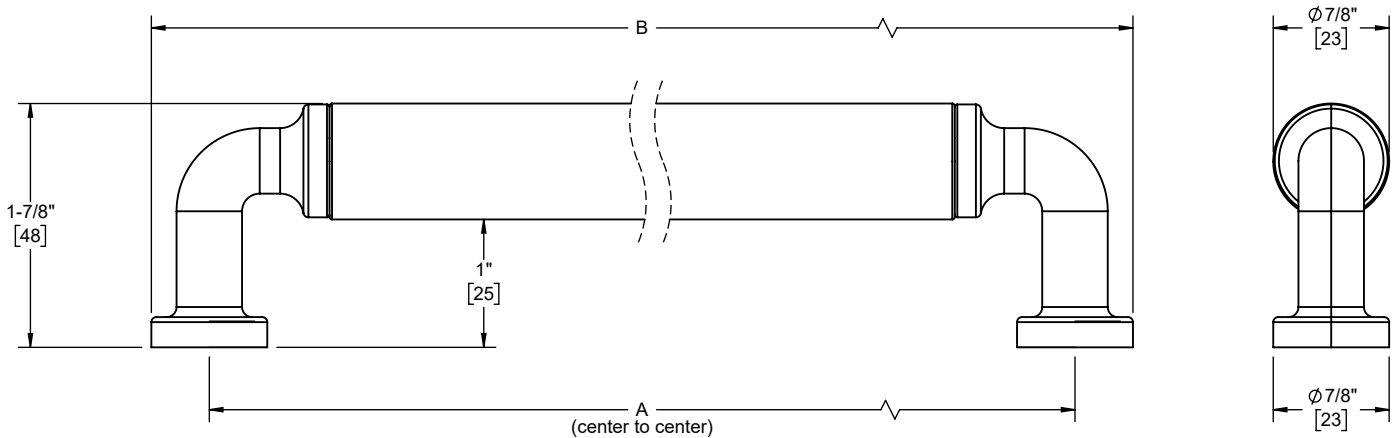 B
Ø7/8"
[23]
1-7/8"
[48]
1"
[25]
A
(center to center)
Ø7/8"
[23]